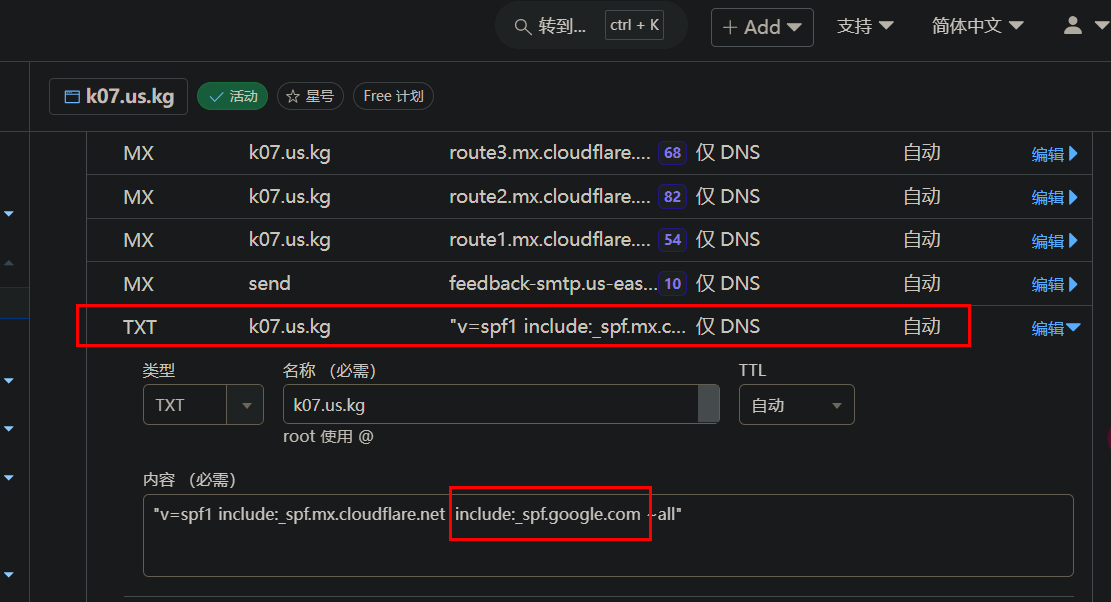 转到... ctrl + K + Add 支持 简体中文
k07.us.kg 活动 星号 Free 计划
MX k07.us.kg route3.mx.cloudflare.... 68 仅 DNS 自动 编辑
MX k07.us.kg route2.mx.cloudflare.... 82 仅 DNS 自动 编辑
MX k07.us.kg route1.mx.cloudflare.... 54 仅 DNS 自动 编辑
MX send feedback-smtp.us-eas... 10 仅 DNS 自动 编辑
TXT k07.us.kg "v=spf1 include:_spf.mx.c... 仅 DNS 自动 编辑
类型 名称 （必需） TTL
TXT k07.us.kg 自动
root 使用 @
内容 （必需）
"v=spf1 include:_spf.mx.cloudflare.net include:_spf.google.com ~all"